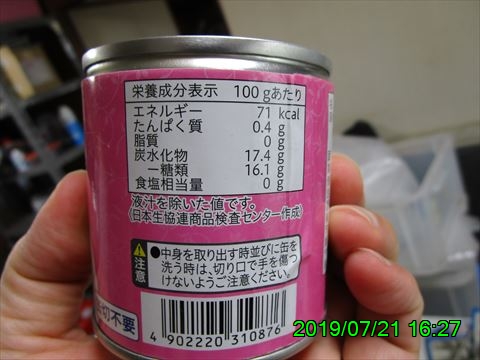 栄養成分表示 100gあたり
エネルギー 71 kcal
たんぱく質 0.4 g
脂質 0 g
炭水化物 17.4 g
－糖類 16.1 g
食塩相当量 0 g
液汁を除いた値です。
(日本生協連商品検査センター作成)
注意
●中身を取り出す時並びに缶を
洗う時は、切り口で手を傷つ
けないようご注意ください。
切不要
4 902220 310876
2019/07/21 16:27